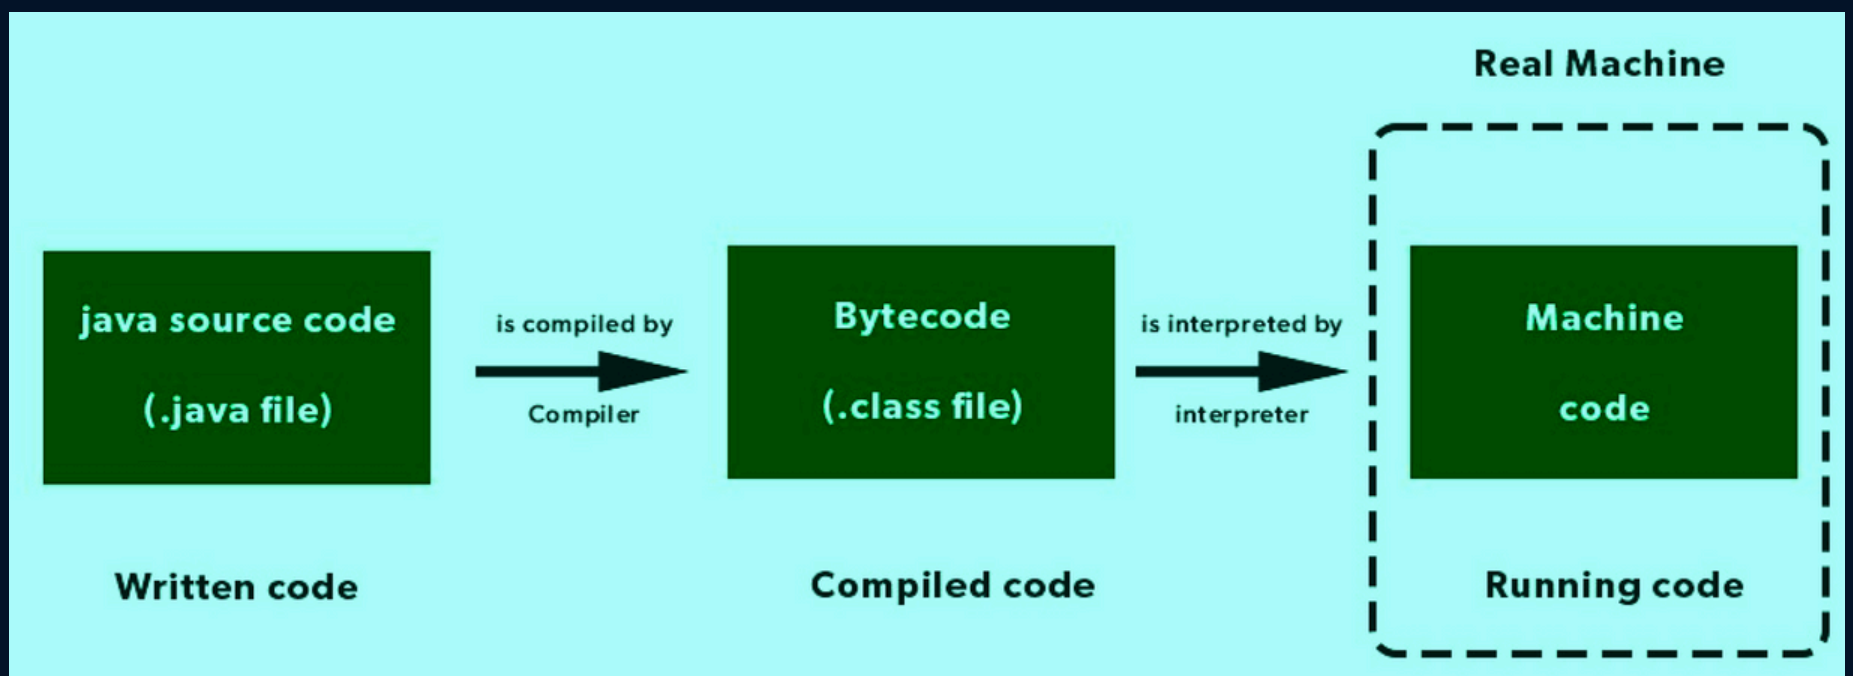 Real Machine
java source code
(.java file)
is compiled by
Compiler
Bytecode
(.class file)
is interpreted by
interpreter
Machine
code
Written code
Compiled code
Running code